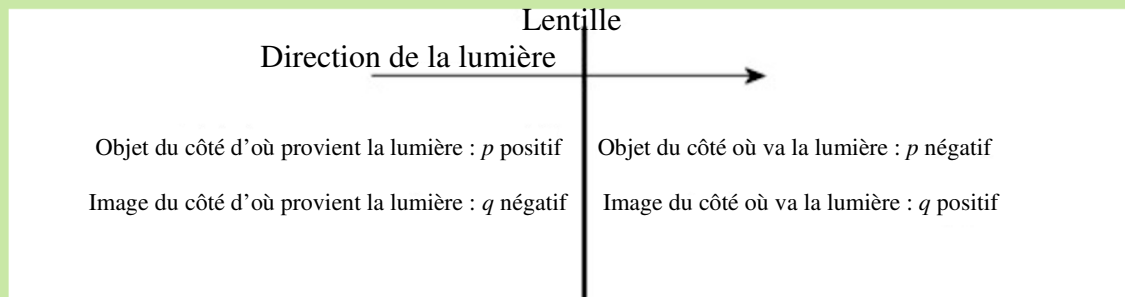 Lentille
Direction de la lumière
Objet du côté d’où provient la lumière : p positif
Objet du côté où va la lumière : p négatif
Image du côté d’où provient la lumière : q négatif
Image du côté où va la lumière : q positif